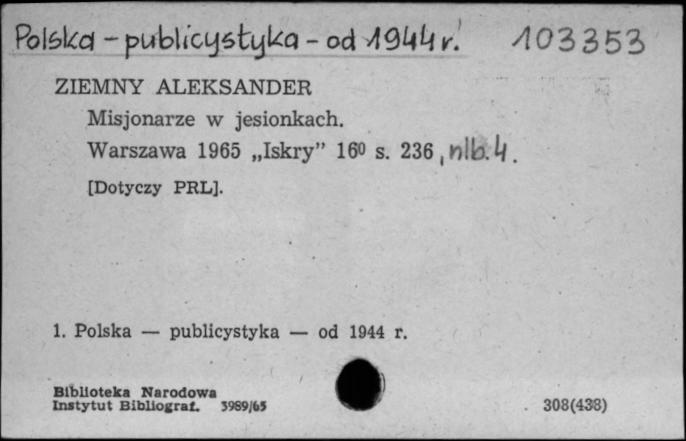 Polska – publicystyka – od 1944 r. 103353
ZIEMNY ALEKSANDER
Misjonarze w jesionkach.
Warszawa 1965 „Iskry” 16⁰ s. 236, nlb. 4.
[Dotyczy PRL].
1. Polska — publicystyka — od 1944 r.
Biblioteka Narodowa
Instytut Bibliograf. 3989/65 308(438)